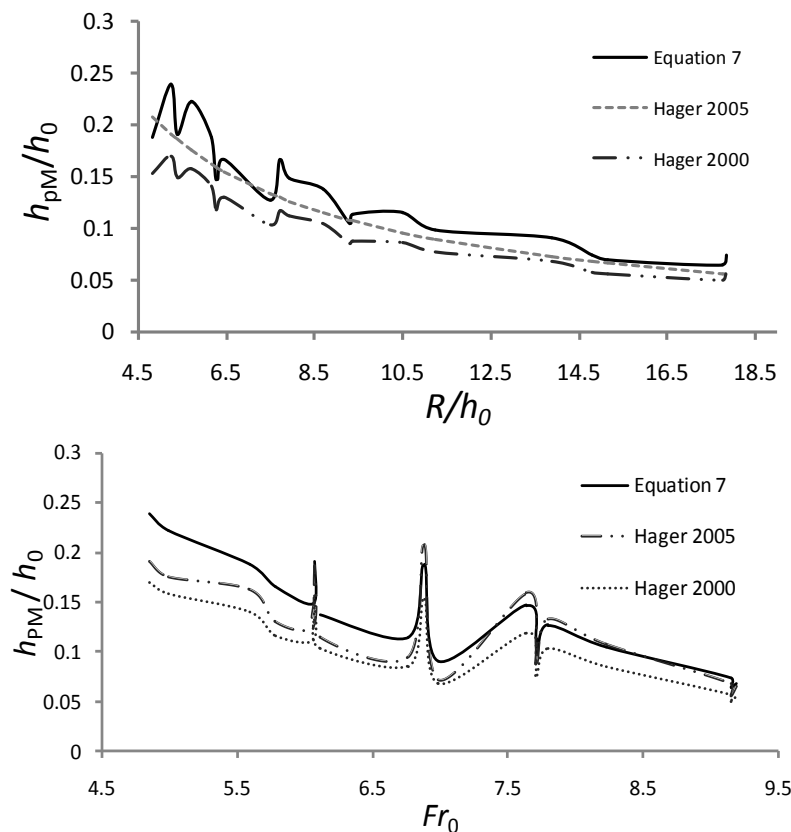 0.3
0.25
0.2
0.15
0.1
0.05
0
hpM/h0
4.5 6.5 8.5 10.5 12.5 14.5 16.5 18.5
R/h0
Equation 7
Hager 2005
Hager 2000
0.3
0.25
0.2
0.15
0.1
0.05
0
hPM/ h0
4.5 5.5 6.5 7.5 8.5 9.5
Fr0
Equation 7
Hager 2005
Hager 2000